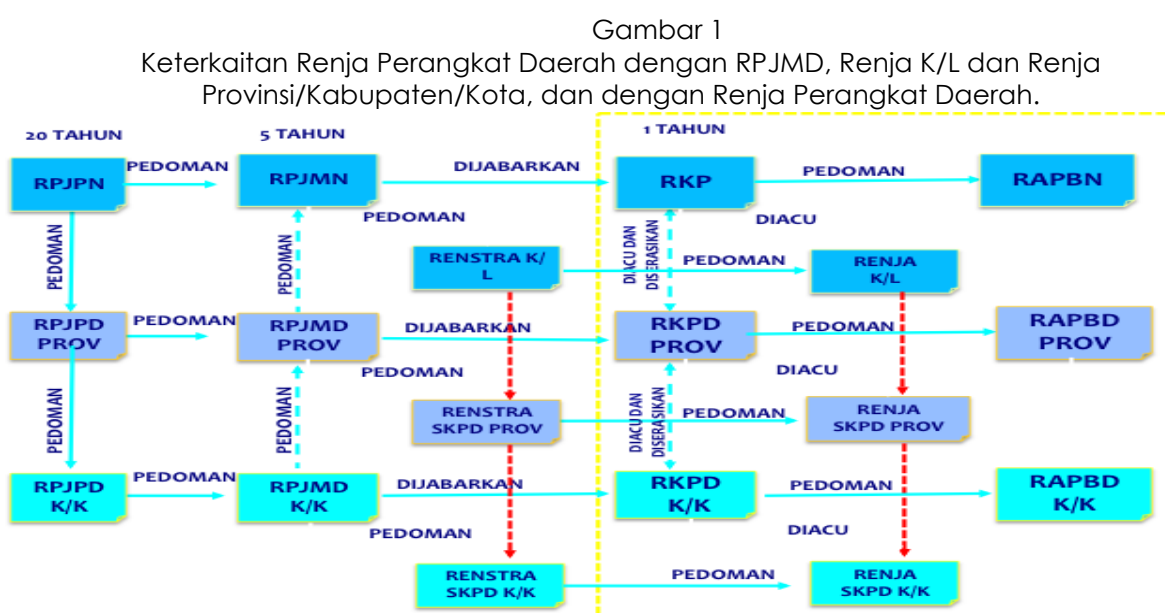 Gambar 1
Keterkaitan Renja Perangkat Daerah dengan RPJMD, Renja K/L dan Renja
Provinsi/Kabupaten/Kota, dan dengan Renja Perangkat Daerah.
20 TAHUN
5 TAHUN
1 TAHUN
RPJPN
PEDOMAN
RPJMN
DIJABARKAN
RKP
PEDOMAN
RAPBN
PEDOMAN
PEDOMAN
PEDOMAN
DIACU DAN
DISERASIKAN
DIACU
RENSTRA K/
L
PEDOMAN
RENJA
K/L
RPJPD
PROV
PEDOMAN
RPJMD
PROV
DIJABARKAN
RKPD
PROV
PEDOMAN
RAPBD
PROV
PEDOMAN
PEDOMAN
PEDOMAN
DIACU DAN
DISERASIKAN
DIACU
RENSTRA
SKPD PROV
PEDOMAN
RENJA
SKPD PROV
RPJPD
K/K
PEDOMAN
RPJMD
K/K
DIJABARKAN
RKPD
K/K
PEDOMAN
RAPBD
K/K
PEDOMAN
DIACU
RENSTRA
SKPD K/K
PEDOMAN
RENJA
SKPD K/K